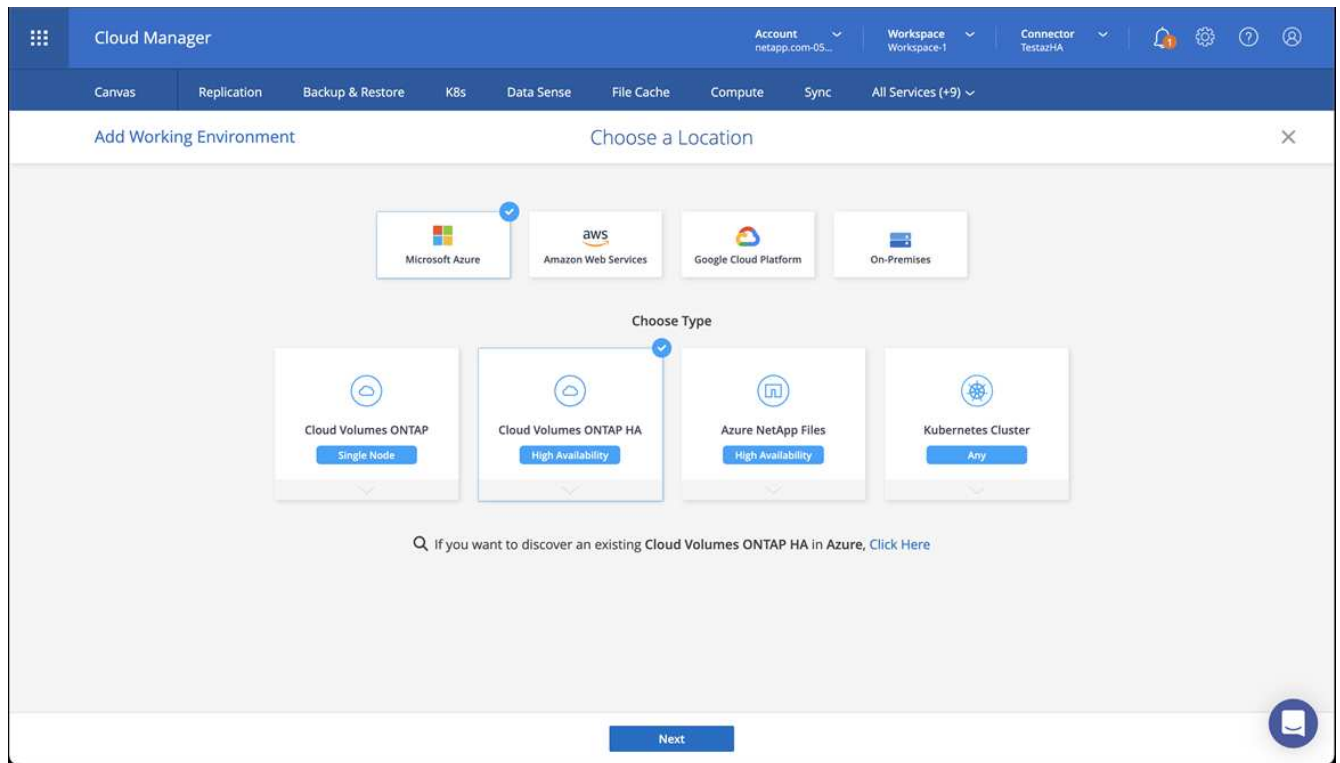 Cloud Manager
Account
netapp.com-05...
Workspace
Workspace-1
Connector
TestazHA
1
Canvas
Replication
Backup & Restore
K8s
Data Sense
File Cache
Compute
Sync
All Services (+9)
Add Working Environment
Choose a Location
Microsoft Azure
aws
Amazon Web Services
Google Cloud Platform
On-Premises
Choose Type
Cloud Volumes ONTAP
Single Node
Cloud Volumes ONTAP HA
High Availability
Azure NetApp Files
High Availability
Kubernetes Cluster
Any
If you want to discover an existing Cloud Volumes ONTAP HA in Azure, Click Here
Next